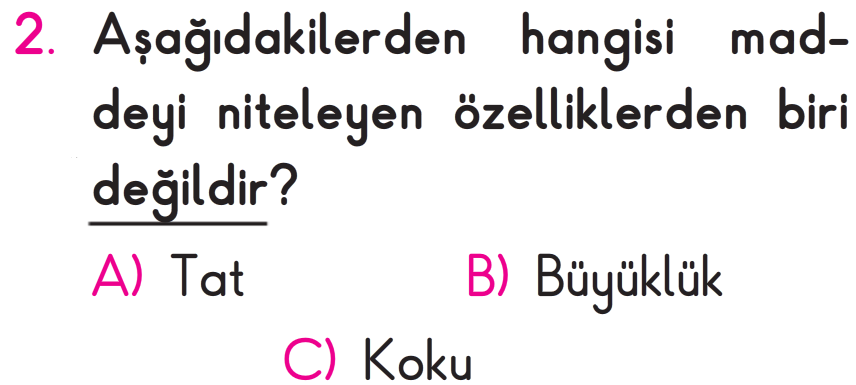 2. Aşağıdakilerden hangisi mad-
deyi niteleyen özelliklerden biri
değildir?
A) Tat B) Büyüklük
C) Koku